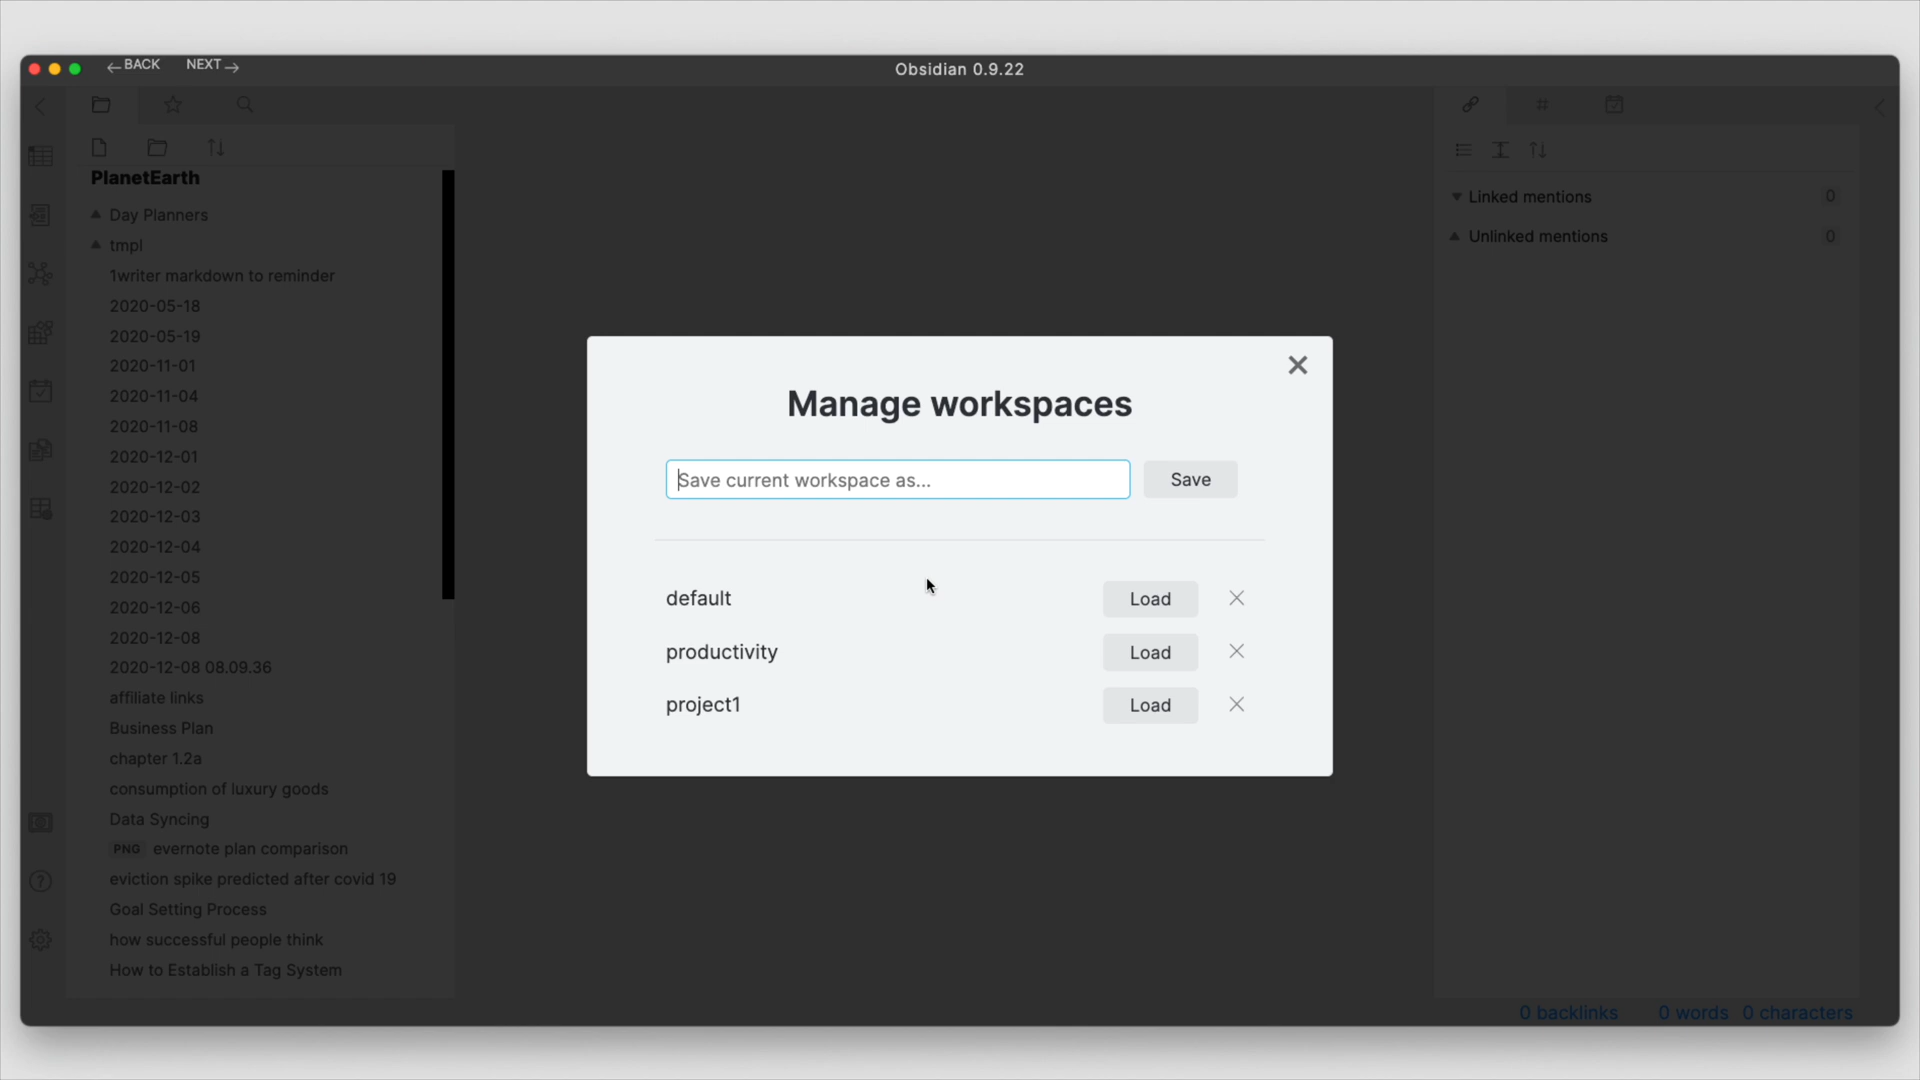 BACK
NEXT
Obsidian 0.9.22
PlanetEarth
Day Planners
tmpl
1writer markdown to reminder
2020-05-18
2020-05-19
2020-11-01
2020-11-04
2020-11-08
2020-12-01
2020-12-02
2020-12-03
2020-12-04
2020-12-05
2020-12-06
2020-12-08
2020-12-08 08.09.36
affiliate links
Business Plan
chapter 1.2a
consumption of luxury goods
Data Syncing
PNG evernote plan comparison
eviction spike predicted after covid 19
Goal Setting Process
how successful people think
How to Establish a Tag System
Manage workspaces
Save current workspace as...
Save
default
Load
productivity
Load
project1
Load
Linked mentions
0
Unlinked mentions
0
0 backlinks
0 words
0 characters